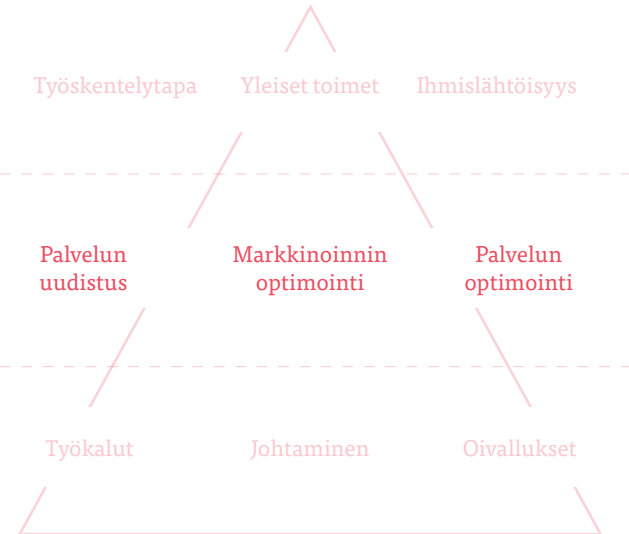 Työskentelytapa Yleiset toimet Ihmislähtöisyys
Palvelun uudistus
Markkinoinnin optimointi
Palvelun optimointi
Työkalut Johtaminen Oivallukset